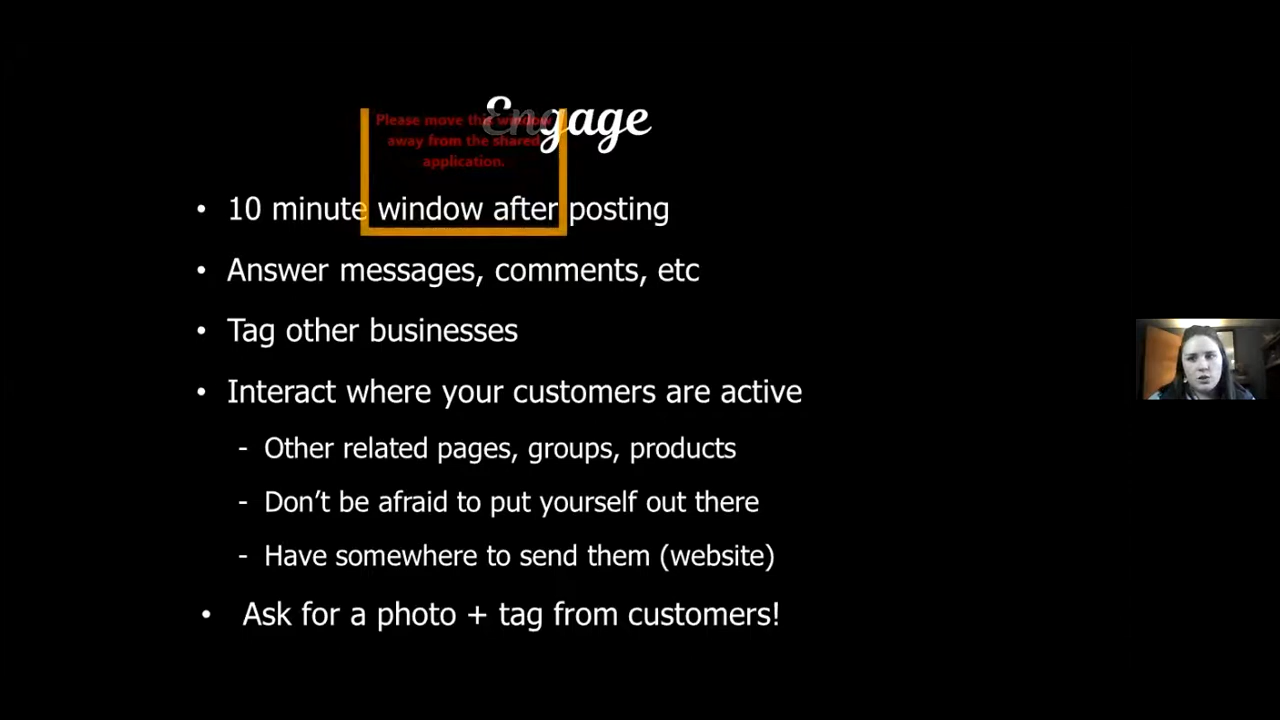 Engage
Please move this window
away from the shared
application.
• 10 minute window after posting
• Answer messages, comments, etc
• Tag other businesses
• Interact where your customers are active
- Other related pages, groups, products
- Don’t be afraid to put yourself out there
- Have somewhere to send them (website)
• Ask for a photo + tag from customers!